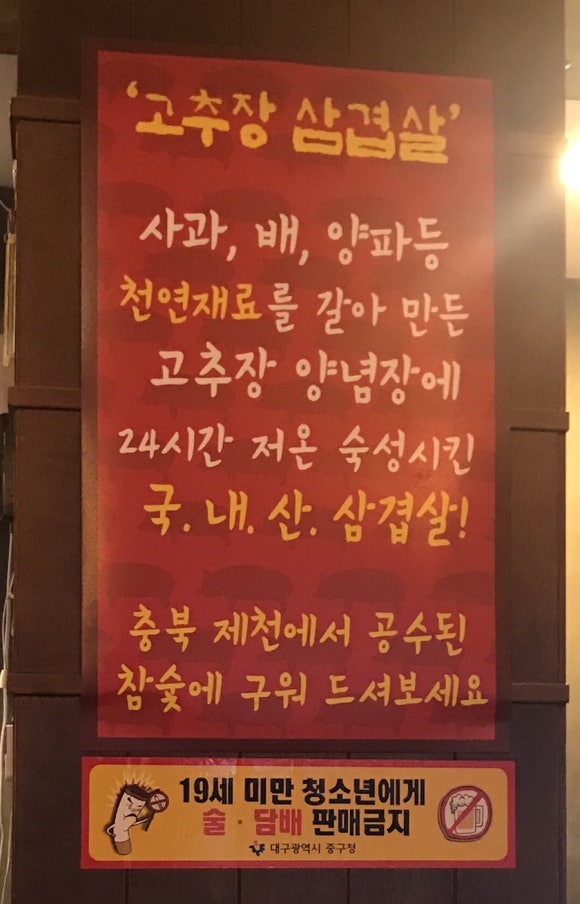 '고추장 삼겹살'
사과, 배, 양파등
천연재료를 갈아 만든
고추장 양념장에
24시간 저온 숙성시킨
국.내.산.삼겹살!
충북 제천에서 공수된
참숯에 구워 드셔보세요
19세 미만 청소년에게
술·담배 판매금지
대구광역시 중구청